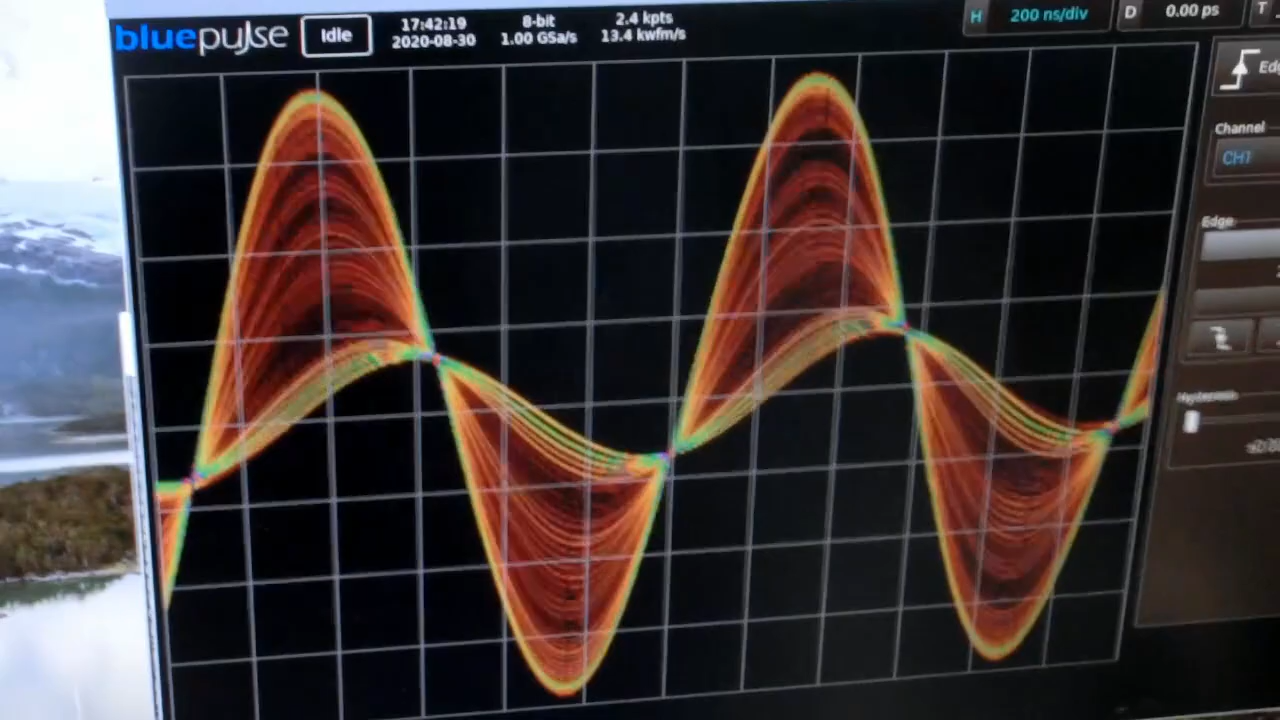 bluepulse
Idle
17:42:19
2020-08-30
8-bit
1.00 GSa/s
2.4 kpts
13.4 kwfm/s
H
200 ns/div
D
0.00 ps
T
Edg
Channel
CH1
Edge